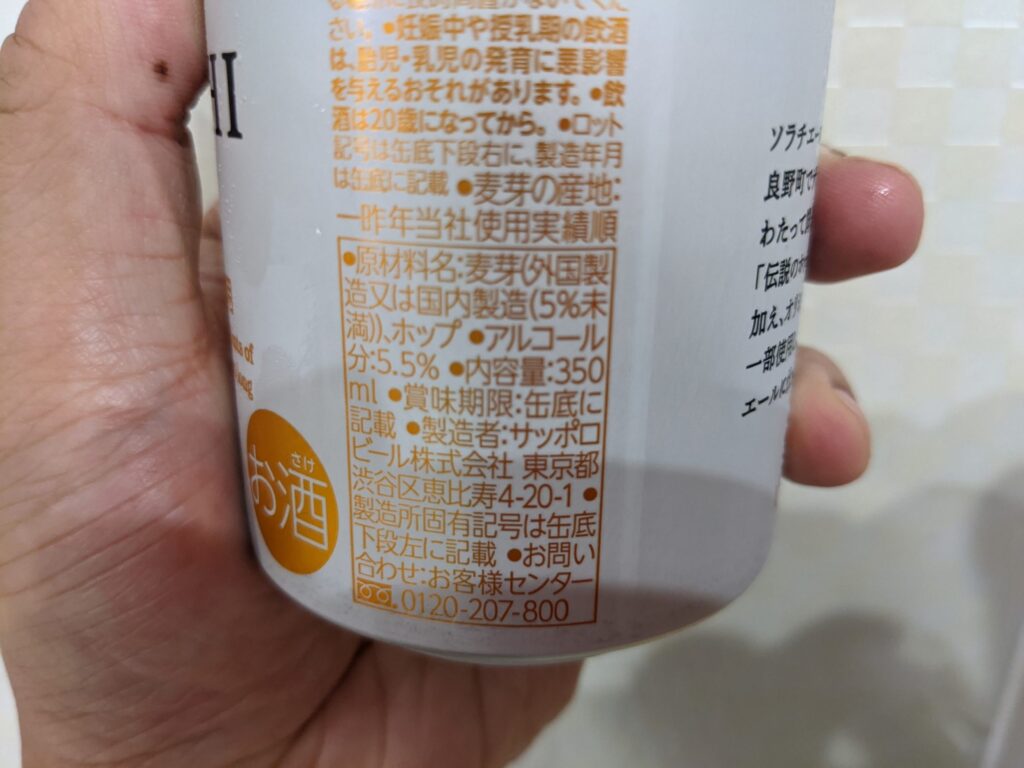 さい。●妊娠中や授乳期の飲酒
は、胎児・乳児の発育に悪影響
を与えるおそれがあります。●飲
酒は20歳になってから。●ロット
記号は缶底下段右に、製造年月
は缶底に記載 ●麦芽の産地:
一昨年当社使用実績順
●原材料名:麦芽(外国製
造又は国内製造(5%未
満))、ホップ ●アルコール
分:5.5% ●内容量:350
ml ●賞味期限:缶底に
記載 ●製造者:サッポロ
ビール株式会社 東京都
渋谷区恵比寿4-20-1 ●
製造所固有記号は缶底
下段左に記載 ●お問い
合わせ:お客様センター
0120-207-800
HI
of
さけ
お酒
ソラチエー
良野町で
わたって
「伝説の
加え、
一部使用
エールに